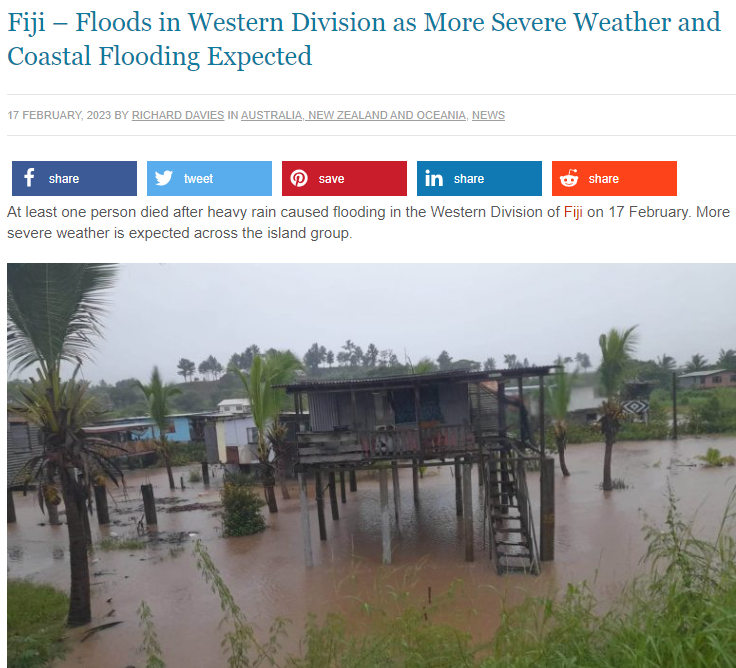 Fiji – Floods in Western Division as More Severe Weather and
Coastal Flooding Expected
17 FEBRUARY, 2023 BY RICHARD DAVIES IN AUSTRALIA, NEW ZEALAND AND OCEANIA, NEWS
share tweet save share share
At least one person died after heavy rain caused flooding in the Western Division of Fiji on 17 February. More
severe weather is expected across the island group.